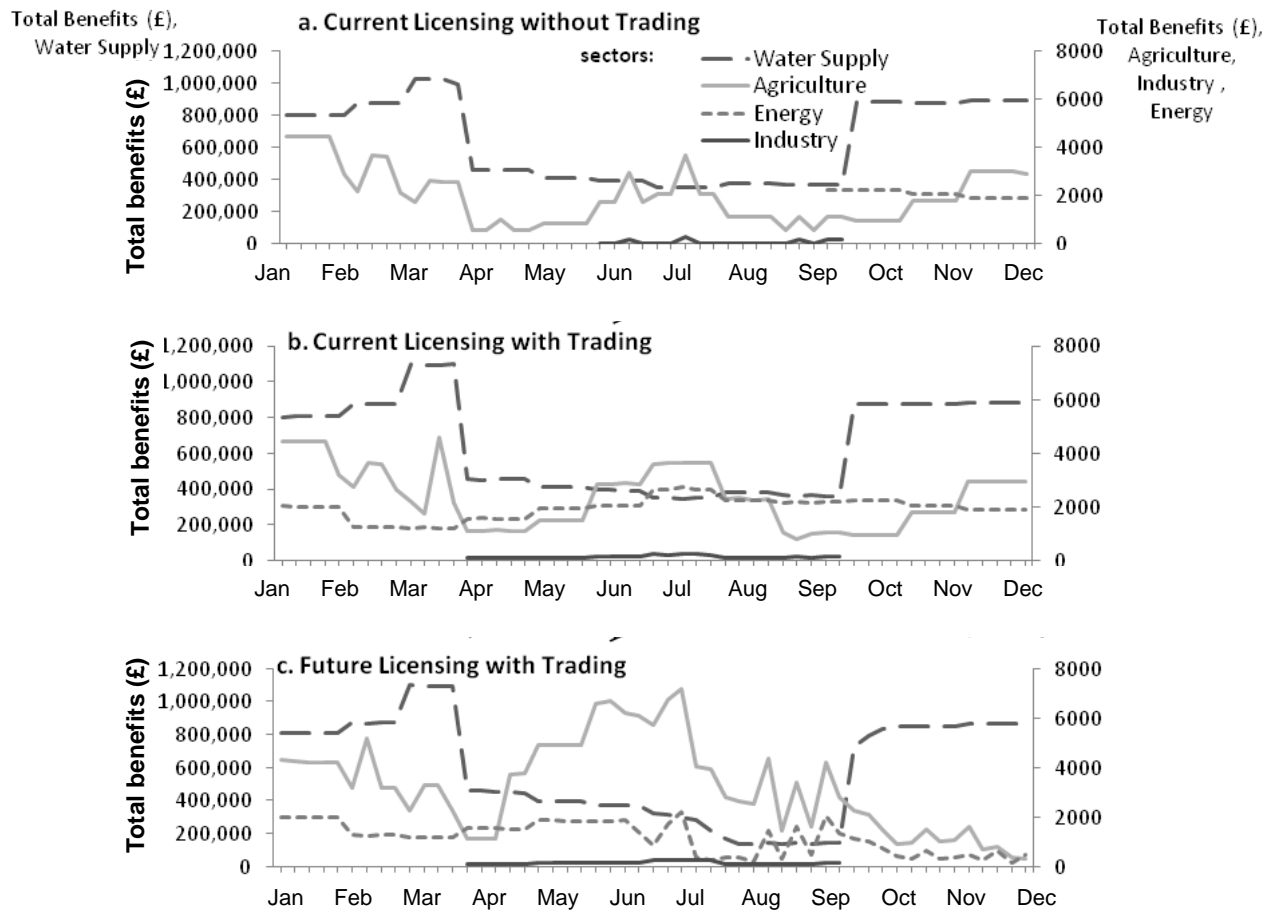 Total Benefits (£),
Water Supply
a. Current Licensing without Trading
Total Benefits (£),
Agriculture,
Industry ,
Energy
sectors:
Water Supply
Agriculture
Energy
Industry
Total benefits (£)
1,200,000
1,000,000
800,000
600,000
400,000
200,000
0
8000
6000
4000
2000
0
Jan Feb Mar Apr May Jun Jul Aug Sep Oct Nov Dec
b. Current Licensing with Trading
Total benefits (£)
1,200,000
1,000,000
800,000
600,000
400,000
200,000
0
8000
6000
4000
2000
0
Jan Feb Mar Apr May Jun Jul Aug Sep Oct Nov Dec
c. Future Licensing with Trading
Total benefits (£)
1,200,000
1,000,000
800,000
600,000
400,000
200,000
0
8000
6000
4000
2000
0
Jan Feb Mar Apr May Jun Jul Aug Sep Oct Nov Dec